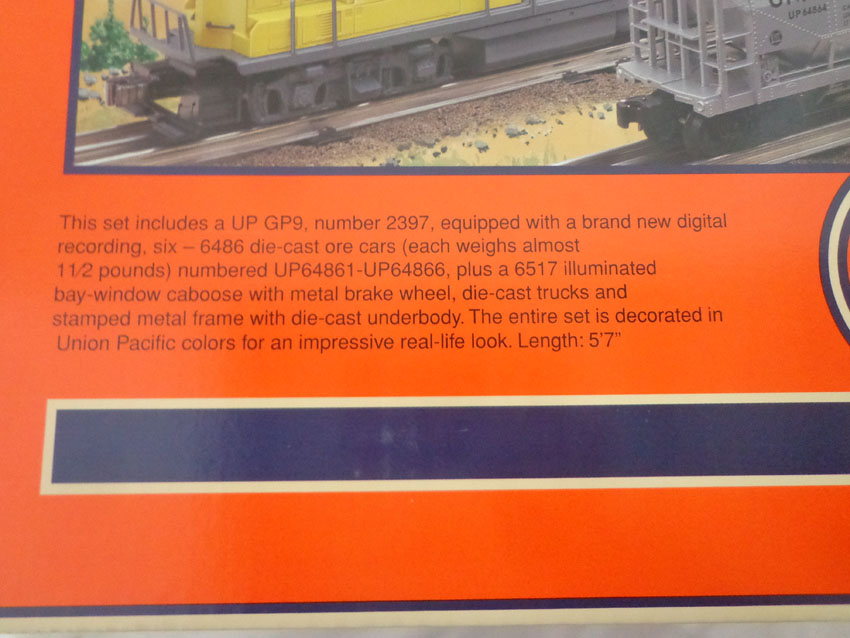 UP 64864
This set includes a UP GP9, number 2397, equipped with a brand new digital
recording, six – 6486 die-cast ore cars (each weighs almost
11/2 pounds) numbered UP64861-UP64866, plus a 6517 illuminated
bay-window caboose with metal brake wheel, die-cast trucks and
stamped metal frame with die-cast underbody. The entire set is decorated in
Union Pacific colors for an impressive real-life look. Length: 5'7"